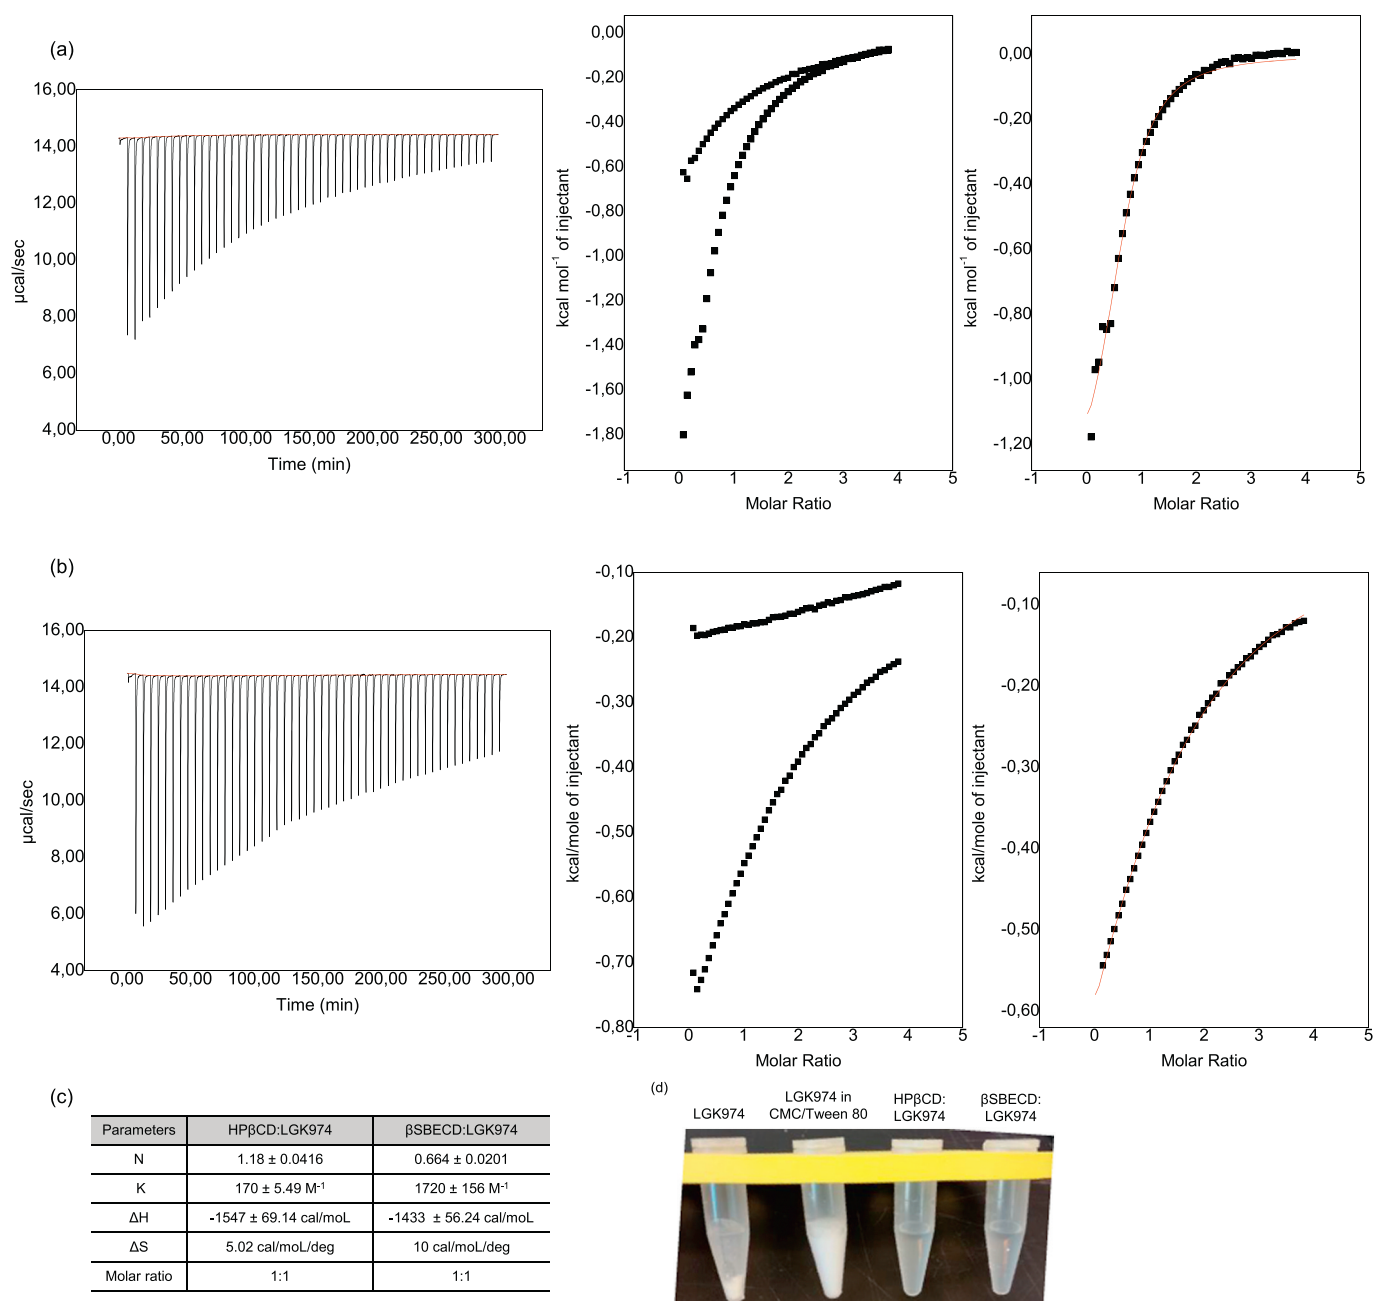 (a)
16,00
14,00
12,00
10,00
8,00
6,00
4,00
µcal/sec
0,00 50,00 100,00 150,00 200,00 250,00 300,00
Time (min)
0,00
-0,20
-0,40
-0,60
-0,80
-1,00
-1,20
-1,40
-1,60
-1,80
kcal mol⁻¹ of injectant
-1 0 1 2 3 4 5
Molar Ratio
0,00
-0,20
-0,40
-0,60
-0,80
-1,00
-1,20
kcal mol⁻¹ of injectant
-1 0 1 2 3 4 5
Molar Ratio
(b)
16,00
14,00
12,00
10,00
8,00
6,00
4,00
µcal/sec
0,00 50,00 100,00 150,00 200,00 250,00 300,00
Time (min)
-0,10
-0,20
-0,30
-0,40
-0,50
-0,60
-0,70
-0,80
kcal/mole of injectant
-1 0 1 2 3 4 5
Molar Ratio
-0,10
-0,20
-0,30
-0,40
-0,50
-0,60
kcal/mole of injectant
-1 0 1 2 3 4 5
Molar Ratio
(c)
Parameters HPβCD:LGK974 βSBECD:LGK974
N 1.18 ± 0.0416 0.664 ± 0.0201
K 170 ± 5.49 M⁻¹ 1720 ± 156 M⁻¹
ΔH -1547 ± 69.14 cal/moL -1433 ± 56.24 cal/moL
ΔS 5.02 cal/moL/deg 10 cal/moL/deg
Molar ratio 1:1 1:1
(d)
LGK974
LGK974 in
CMC/Tween 80
HPβCD:
LGK974
βSBECD:
LGK974